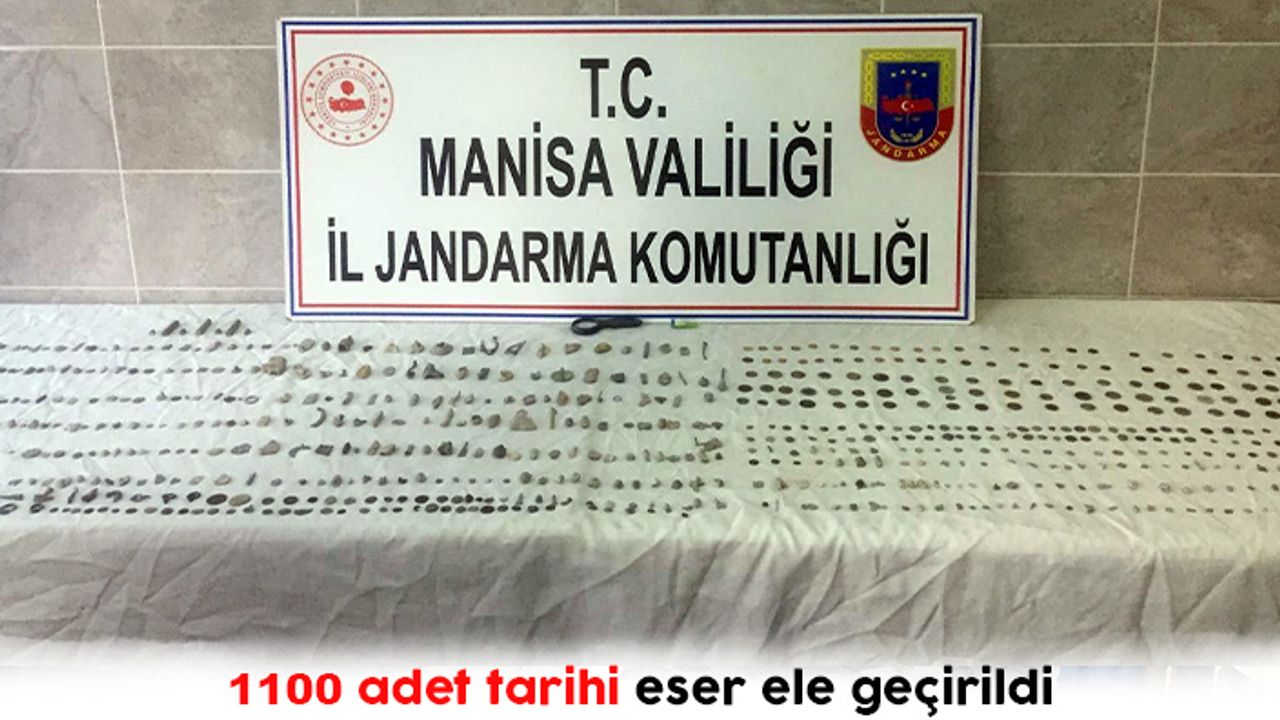 T.C.
MANİSA VALİLİĞİ
İL JANDARMA KOMUTANLIĞI
JANDARMA
1100 adet tarihi eser ele geçirildi